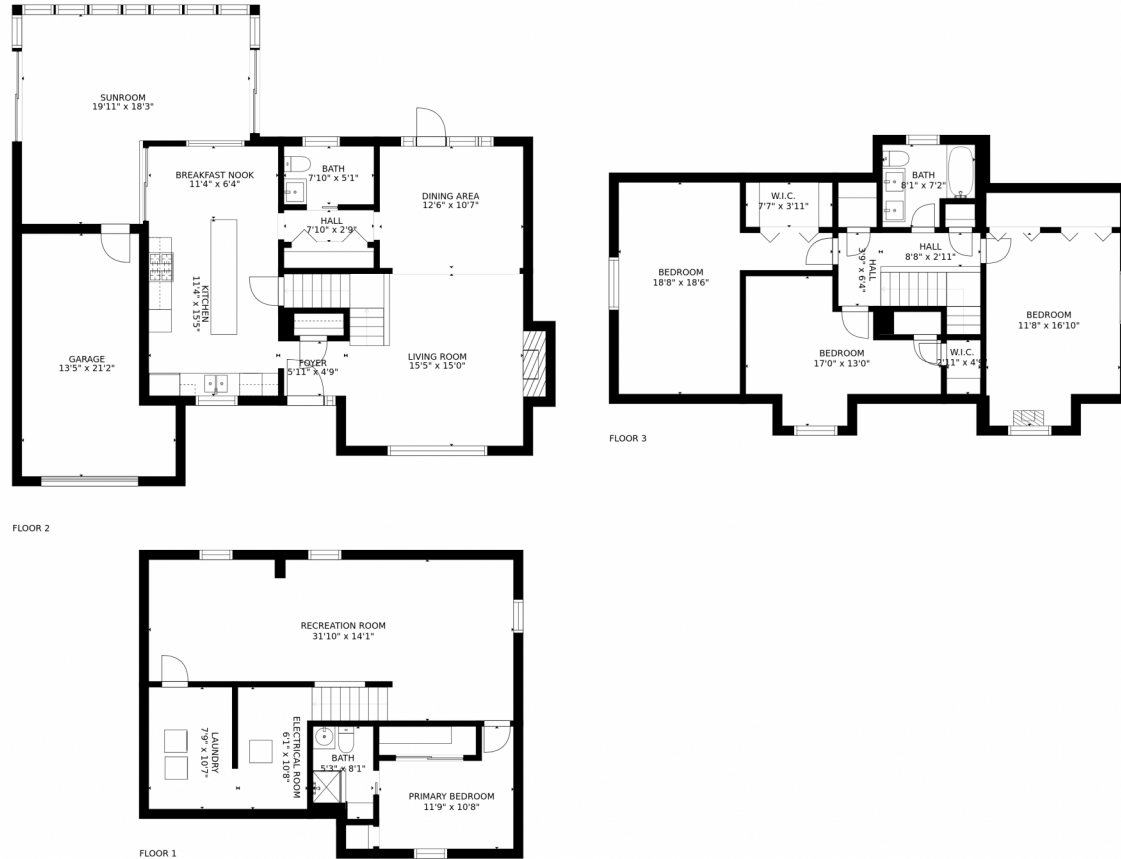 SUNROOM
19'11" x 18'3"
BREAKFAST NOOK
11'4" x 6'4"
BATH
7'10" x 5'1"
HALL
7'10" x 2'9"
DINING AREA
12'6" x 10'7"
KITCHEN
11'4" x 15'5"
GARAGE
13'5" x 21'2"
FOYER
5'11" x 4'9"
LIVING ROOM
15'5" x 15'0"
FLOOR 2
BATH
8'1" x 7'2"
W.I.C.
7'7" x 3'11"
HALL
8'8" x 2'11"
HALL
3'9" x 6'4"
BEDROOM
18'8" x 18'6"
BEDROOM
11'8" x 16'10"
BEDROOM
17'0" x 13'0"
W.I.C.
2'11" x 4'9"
FLOOR 3
RECREATION ROOM
31'10" x 14'1"
LAUNDRY
7'9" x 10'7"
ELECTRICAL ROOM
6'1" x 10'8"
BATH
5'3" x 8'1"
PRIMARY BEDROOM
11'9" x 10'8"
FLOOR 1